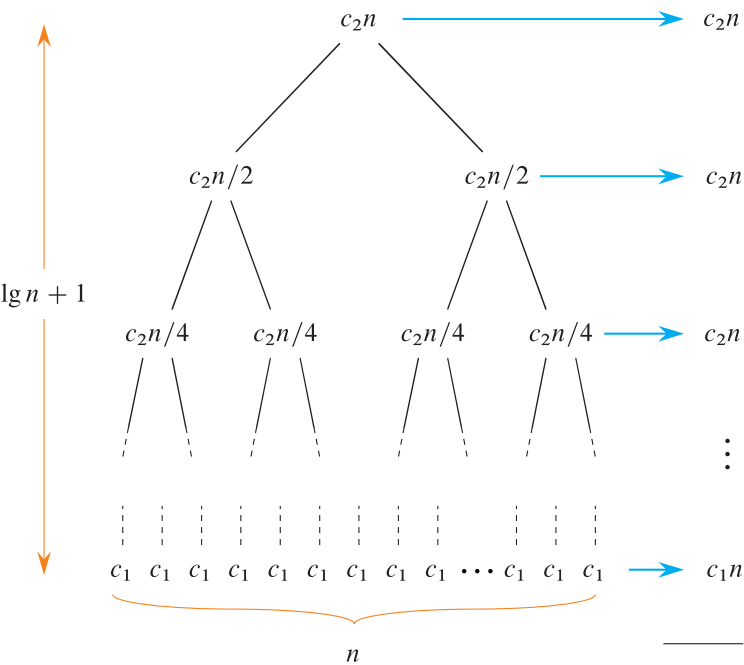 c₂n c₂n
c₂n/2 c₂n/2 c₂n
lg n + 1
c₂n/4 c₂n/4 c₂n/4 c₂n/4 c₂n
⋮
c₁ c₁ c₁ c₁ c₁ c₁ c₁ c₁ c₁ ⋯ c₁ c₁ c₁ c₁n
n